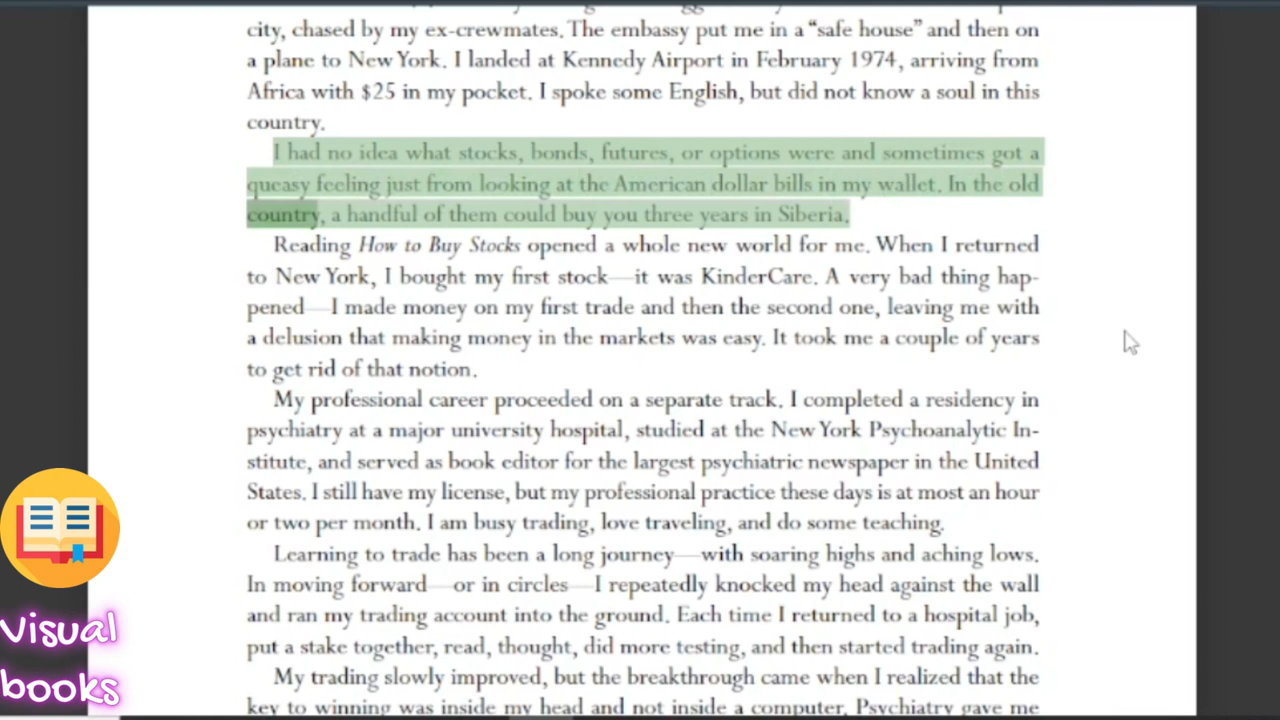 city, chased by my ex-crewmates. The embassy put me in a “safe house” and then on
a plane to New York. I landed at Kennedy Airport in February 1974, arriving from
Africa with $25 in my pocket. I spoke some English, but did not know a soul in this
country.
I had no idea what stocks, bonds, futures, or options were and sometimes got a
queasy feeling just from looking at the American dollar bills in my wallet. In the old
country, a handful of them could buy you three years in Siberia.
Reading How to Buy Stocks opened a whole new world for me. When I returned
to New York, I bought my first stock—it was KinderCare. A very bad thing hap-
pened—I made money on my first trade and then the second one, leaving me with
a delusion that making money in the markets was easy. It took me a couple of years
to get rid of that notion.
My professional career proceeded on a separate track. I completed a residency in
psychiatry at a major university hospital, studied at the New York Psychoanalytic In-
stitute, and served as book editor for the largest psychiatric newspaper in the United
States. I still have my license, but my professional practice these days is at most an hour
or two per month. I am busy trading, love traveling, and do some teaching.
Learning to trade has been a long journey—with soaring highs and aching lows.
In moving forward—or in circles—I repeatedly knocked my head against the wall
and ran my trading account into the ground. Each time I returned to a hospital job,
put a stake together, read, thought, did more testing, and then started trading again.
My trading slowly improved, but the breakthrough came when I realized that the
key to winning was inside my head and not inside a computer. Psychiatry gave me
Visual
books